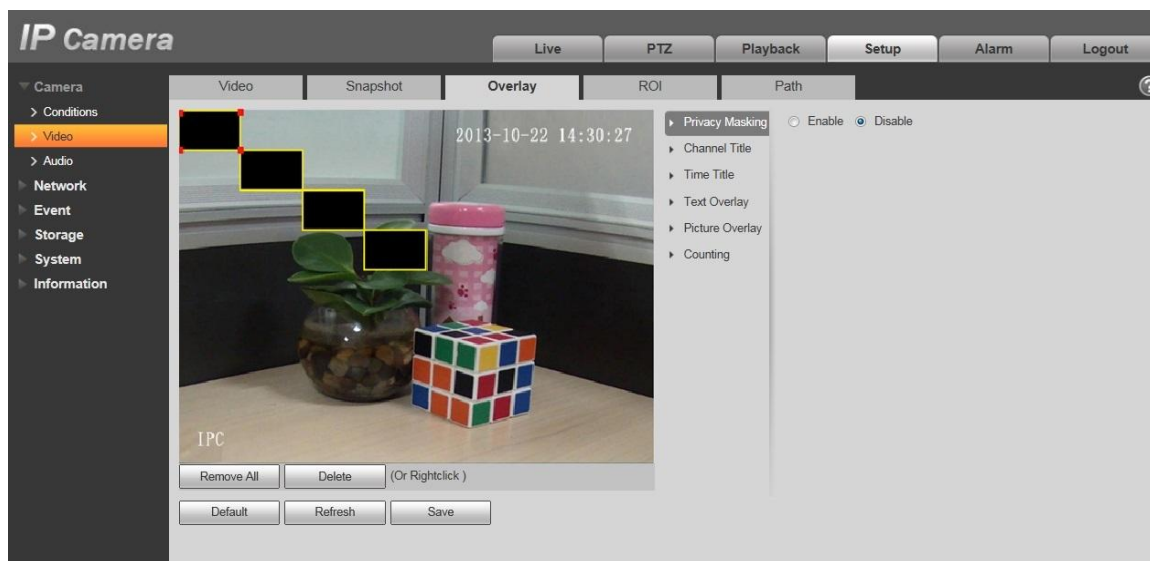 IP Camera
Live PTZ Playback Setup Alarm Logout
Camera
Conditions
Video
Audio
Network
Event
Storage
System
Information
Video Snapshot Overlay ROI Path
?
2013-10-22 14:30:27
IPC
Remove All Delete (Or Rightclick )
Default Refresh Save
Privacy Masking
Channel Title
Time Title
Text Overlay
Picture Overlay
Counting
Enable Disable